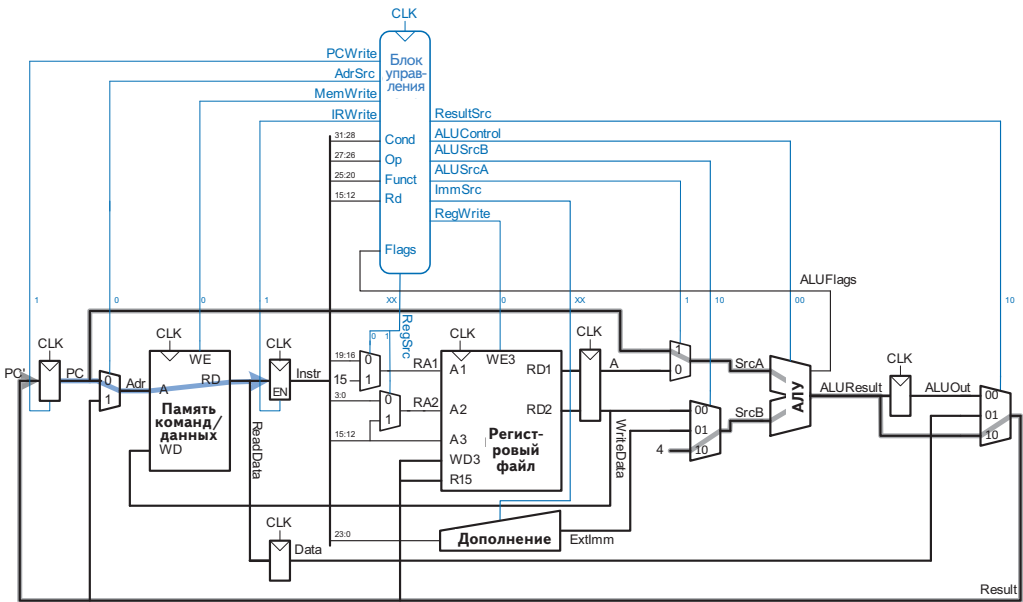 CLK
PCWrite
AdrSrc
MemWrite
IRWrite
Блок
управ-
ления
ResultSrc
ALUControl
ALUSrcB
ALUSrcA
ImmSrc
RegWrite
31:28 Cond
27:26 Op
25:20 Funct
15:12 Rd
Flags
ALUFlags
1 0 0 1 XX 0 XX 1 10 00 10
0 1
RegSrc
CLK
PC'
PC
0
1
Adr
CLK
WE
A
RD
Память
команд/
данных
WD
ReadData
CLK
EN
Instr
19:16
15
3:0
15:12
0
1
0
1
RA1
RA2
CLK
WE3
A1
A2
A3
WD3
R15
RD1
RD2
Регист-
ровый
файл
CLK
A
WriteData
1
0
SrcA
00
01
10
4
SrcB
АЛУ
ALUResult
CLK
ALUOut
00
01
10
23:0
Дополнение
ExtImm
CLK
Data
Result